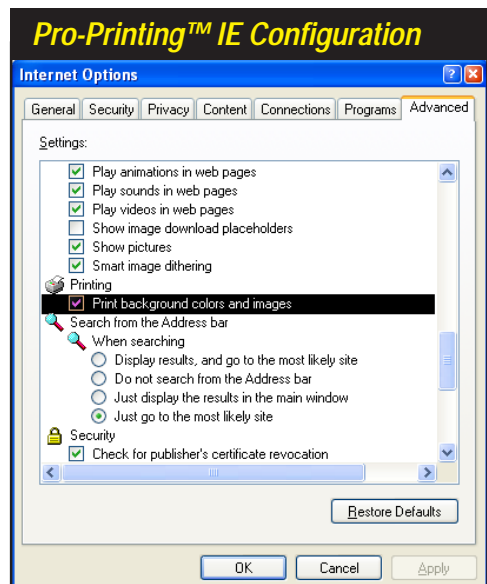 Pro-Printing™ IE Configuration
Internet Options
General Security Privacy Content Connections Programs Advanced
Settings:
Play animations in web pages
Play sounds in web pages
Play videos in web pages
Show image download placeholders
Show pictures
Smart image dithering
Printing
Print background colors and images
Search from the Address bar
When searching
Display results, and go to the most likely site
Do not search from the Address bar
Just display the results in the main window
Just go to the most likely site
Security
Check for publisher's certificate revocation
Restore Defaults
OK Cancel Apply